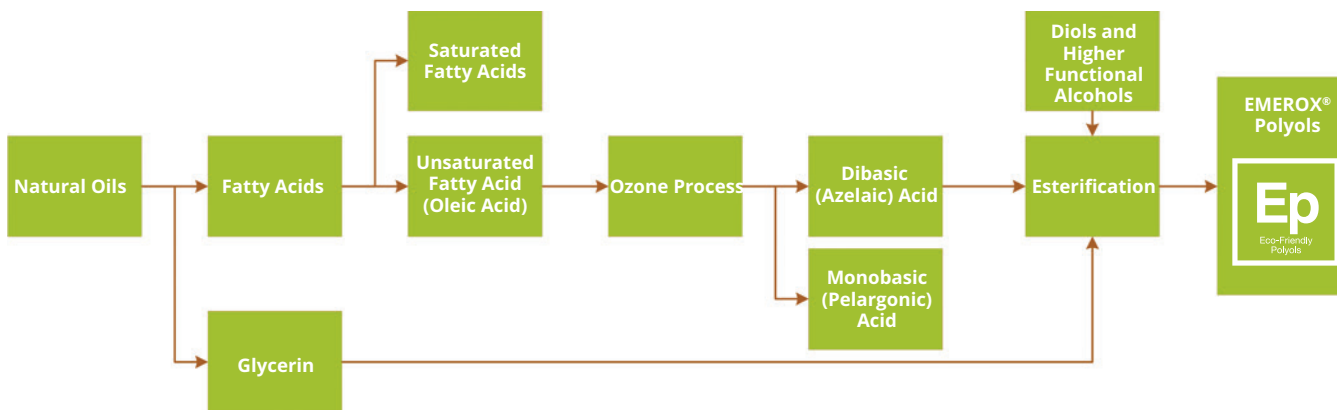 Natural Oils
Fatty Acids
Glycerin
Saturated
Fatty Acids
Unsaturated
Fatty Acid
(Oleic Acid)
Ozone Process
Dibasic
(Azelaic) Acid
Monobasic
(Pelargonic)
Acid
Diols and
Higher
Functional
Alcohols
Esterification
EMEROX®
Polyols
Ep
Eco-Friendly
Polyols